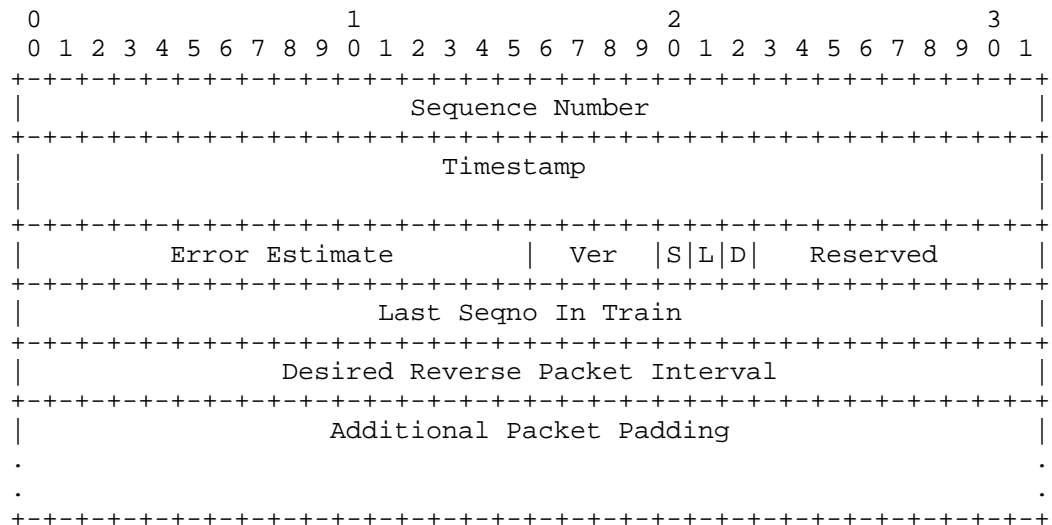 0                   1                   2                   3
 0 1 2 3 4 5 6 7 8 9 0 1 2 3 4 5 6 7 8 9 0 1 2 3 4 5 6 7 8 9 0 1
+-+-+-+-+-+-+-+-+-+-+-+-+-+-+-+-+-+-+-+-+-+-+-+-+-+-+-+-+-+-+-+-+
|                        Sequence Number                        |
+-+-+-+-+-+-+-+-+-+-+-+-+-+-+-+-+-+-+-+-+-+-+-+-+-+-+-+-+-+-+-+-+
|                          Timestamp                            |
|                                                               |
+-+-+-+-+-+-+-+-+-+-+-+-+-+-+-+-+-+-+-+-+-+-+-+-+-+-+-+-+-+-+-+-+
|         Error Estimate        |  Ver  |S|L|D|   Reserved      |
+-+-+-+-+-+-+-+-+-+-+-+-+-+-+-+-+-+-+-+-+-+-+-+-+-+-+-+-+-+-+-+-+
|                      Last Seqno In Train                      |
+-+-+-+-+-+-+-+-+-+-+-+-+-+-+-+-+-+-+-+-+-+-+-+-+-+-+-+-+-+-+-+-+
|                Desired Reverse Packet Interval                |
+-+-+-+-+-+-+-+-+-+-+-+-+-+-+-+-+-+-+-+-+-+-+-+-+-+-+-+-+-+-+-+-+
|                   Additional Packet Padding                   |
.                                                               .
.                                                               .
+-+-+-+-+-+-+-+-+-+-+-+-+-+-+-+-+-+-+-+-+-+-+-+-+-+-+-+-+-+-+-+-+